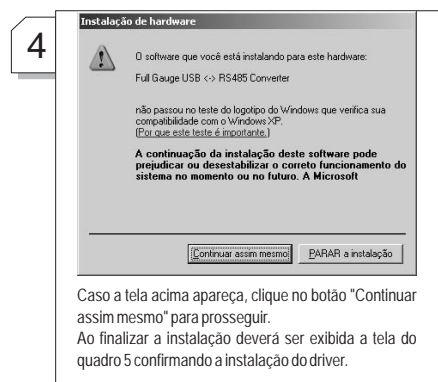 Instalação de hardware
4
O software que você está instalando para este hardware:
Full Gauge USB <-> RS485 Converter
não passou no teste do logotipo do Windows que verifica sua
compatibilidade com o Windows XP.
(Por que este teste é importante.)
A continuação da instalação deste software pode
prejudicar ou desestabilizar o correto funcionamento do
sistema no momento ou no futuro. A Microsoft
Continuar assim mesmo
PARAR a instalação
Caso a tela acima apareça, clique no botão "Continuar
assim mesmo" para prosseguir.
Ao finalizar a instalação deverá ser exibida a tela do
quadro 5 confirmando a instalação do driver.